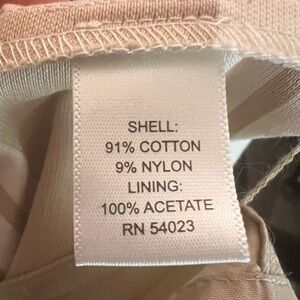 SHELL:
91% COTTON
9% NYLON
LINING:
100% ACETATE
RN 54023